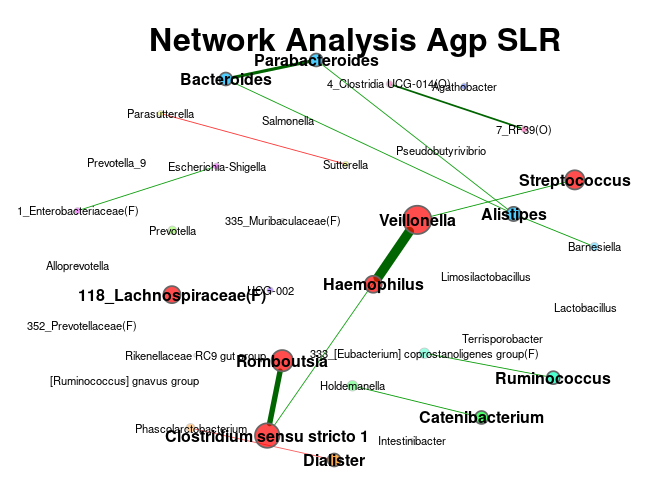 Network Analysis Agp SLR
Parabacteroides
Bacteroides
4_Clostridia UCG-014(O)
Agathobacter
Parasutterella
Salmonella
7_RF39(O)
Pseudobutyrivibrio
Prevotella_9
Escherichia-Shigella
Sutterella
Streptococcus
1_Enterobacteriaceae(F)
335_Muribaculaceae(F)
Veillonella
Alistipes
Prevotella
Barnesiella
Alloprevotella
Limosilactobacillus
Haemophilus
118_Lachnospiraceae(F)
UCG-002
Lactobacillus
352_Prevotellaceae(F)
Terrisporobacter
Rikenellaceae RC9 gut group
333_[Eubacterium] coprostanoligenes group(F)
Romboutsia
[Ruminococcus] gnavus group
Ruminococcus
Holdemanella
Catenibacterium
Phascolarctobacterium
Clostridium sensu stricto 1
Intestinibacter
Dialister